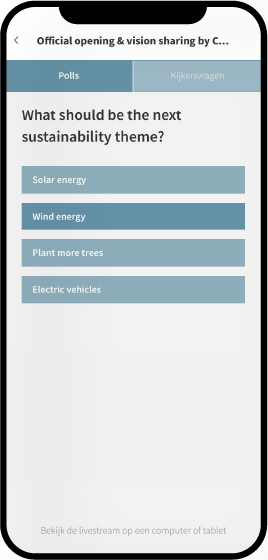 Official opening & vision sharing by C...
Polls
Kijkersvragen
What should be the next
sustainability theme?
Solar energy
Wind energy
Plant more trees
Electric vehicles
Bekijk de livestream op een computer of tablet